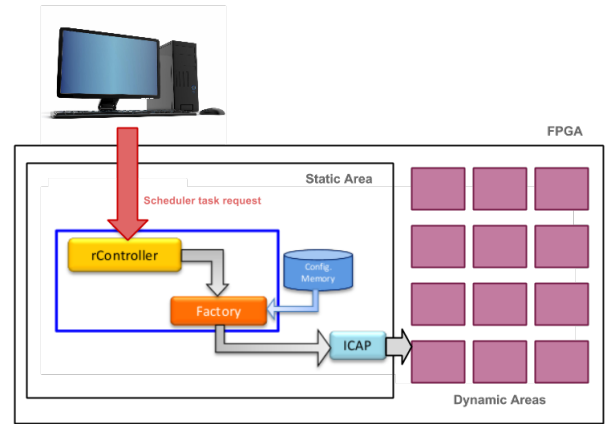 FPGA
Static Area
Scheduler task request
rController
Config.
Memory
Factory
ICAP
Dynamic Areas